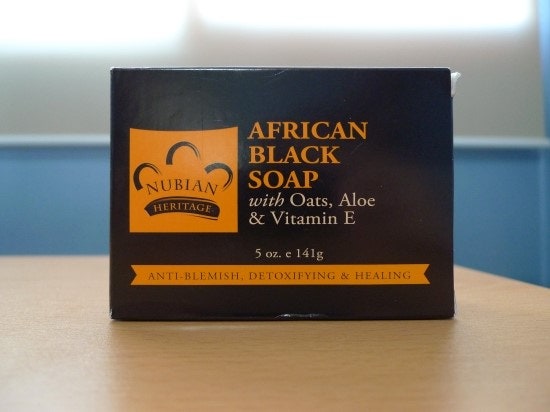 NUBIAN
HERITAGE
AFRICAN
BLACK
SOAP
with Oats, Aloe
& Vitamin E
5 oz. e 141g
ANTI-BLEMISH, DETOXIFYING & HEALING